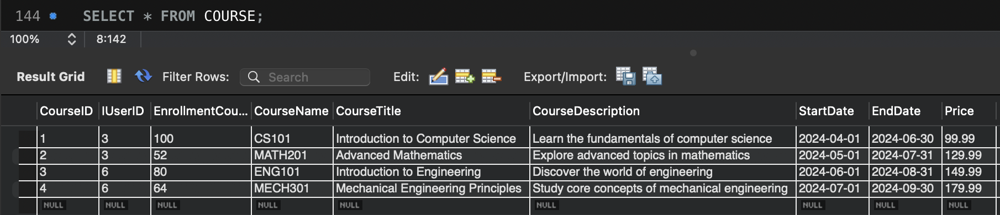 144 SELECT * FROM COURSE;
100% 8:142
Result Grid Filter Rows: Search Edit: Export/Import:
CourseID IUserID EnrollmentCou... CourseName CourseTitle CourseDescription StartDate EndDate Price
1 3 100 CS101 Introduction to Computer Science Learn the fundamentals of computer science 2024-04-01 2024-06-30 99.99
2 3 52 MATH201 Advanced Mathematics Explore advanced topics in mathematics 2024-05-01 2024-07-31 129.99
3 6 80 ENG101 Introduction to Engineering Discover the world of engineering 2024-06-01 2024-08-31 149.99
4 6 64 MECH301 Mechanical Engineering Principles Study core concepts of mechanical engineering 2024-07-01 2024-09-30 179.99
NULL NULL NULL NULL NULL NULL NULL NULL NULL